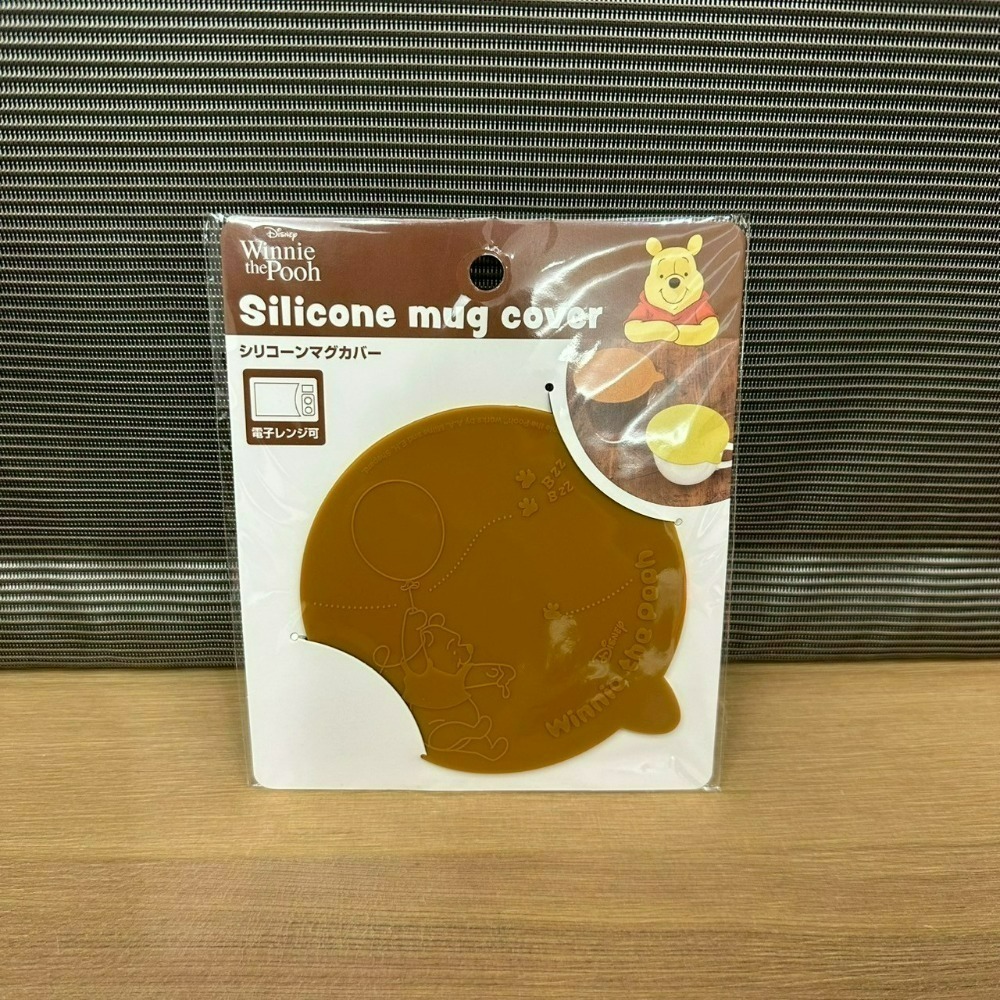 Disney
Winnie
the Pooh
Silicone mug cover
シリコーンマグカバー
電子レンジ可
Bzz
Bzz
©Disney
Winnie the Pooh